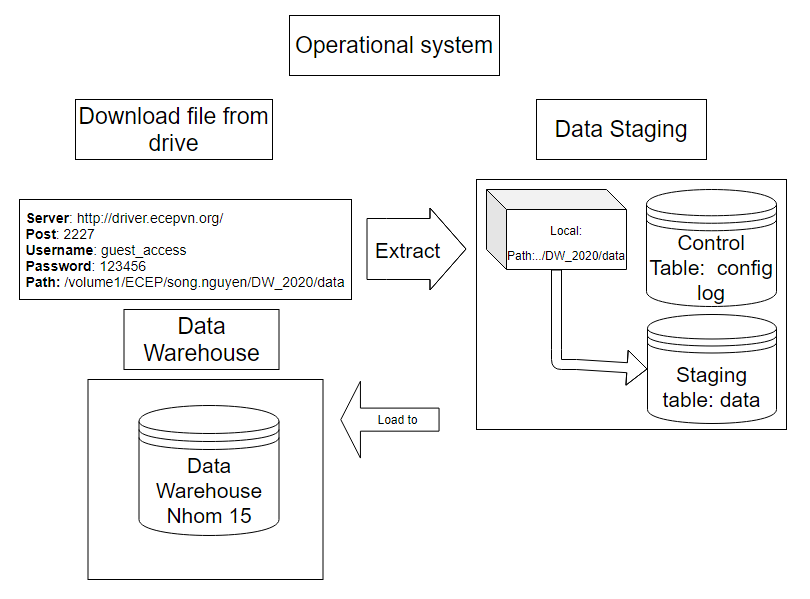 Operational system
Download file from
drive
Data Staging
Server: http://driver.ecepvn.org/
Post: 2227
Username: guest_access
Password: 123456
Path: /volume1/ECEP/song.nguyen/DW_2020/data
Extract
Local:
Path:../DW_2020/data
Control
Table:  config
log
Staging
table: data
Data
Warehouse
Load to
Data
Warehouse
Nhom 15